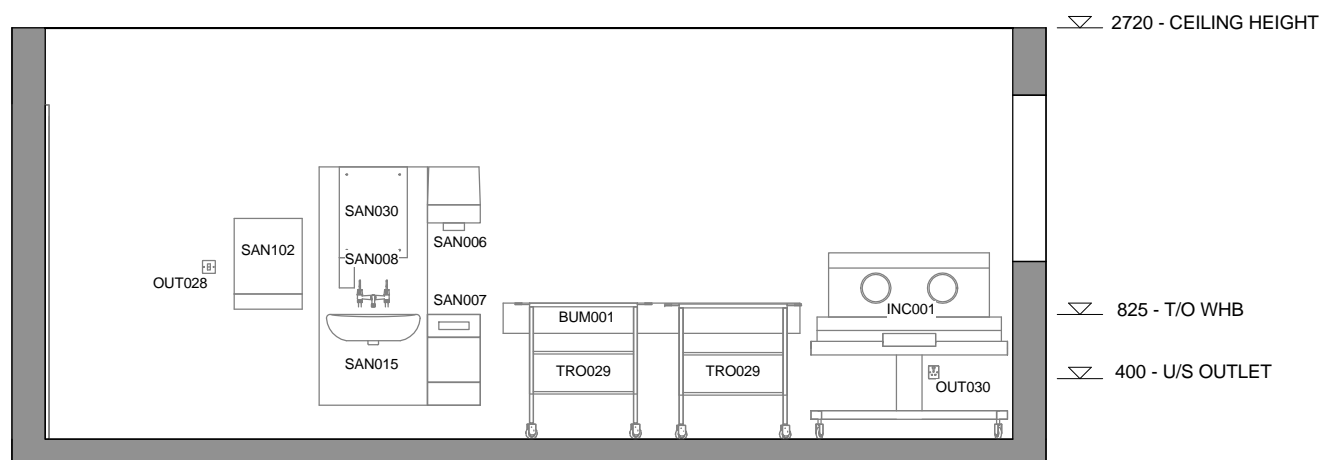 2720 - CEILING HEIGHT
SAN030
SAN006
SAN102
SAN008
OUT028
SAN007
INC001
825 - T/O WHB
BUM001
SAN015
TRO029
TRO029
400 - U/S OUTLET
OUT030